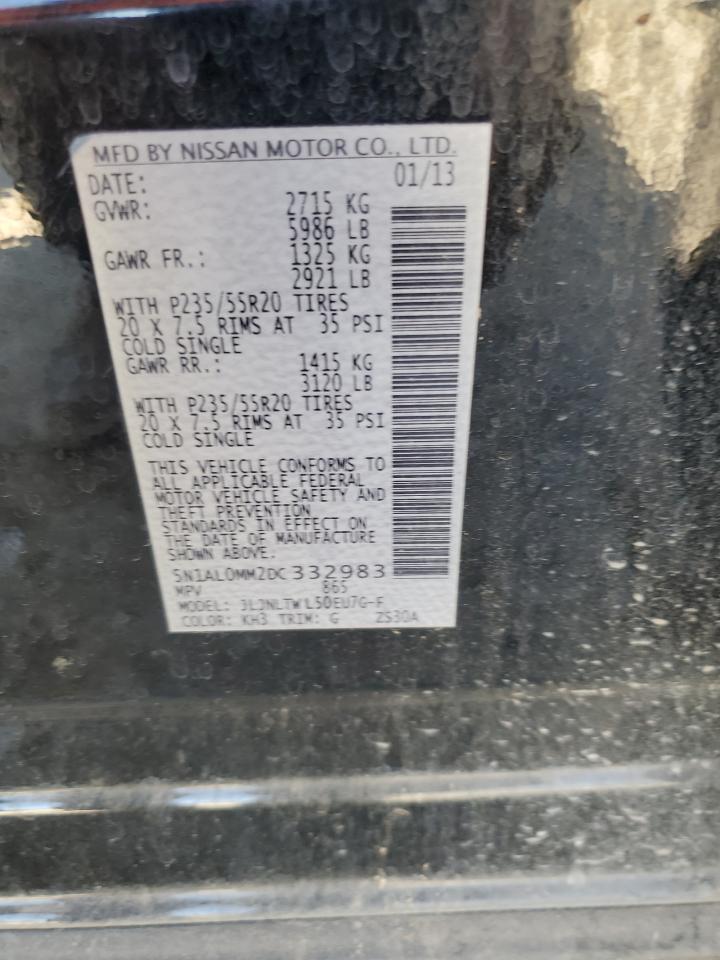 MFD BY NISSAN MOTOR CO., LTD.
DATE: 01/13
GVWR: 2715 KG
5986 LB
GAWR FR.: 1325 KG
2921 LB
WITH P235/55R20 TIRES
20 X 7.5 RIMS AT 35 PSI
COLD SINGLE
GAWR RR.: 1415 KG
3120 LB
WITH P235/55R20 TIRES
20 X 7.5 RIMS AT 35 PSI
COLD SINGLE
THIS VEHICLE CONFORMS TO
ALL APPLICABLE FEDERAL
MOTOR VEHICLE SAFETY AND
THEFT PREVENTION
STANDARDS IN EFFECT ON
THE DATE OF MANUFACTURE
SHOWN ABOVE.
5N1AL0MM2DC 332983
MPV 865
MODEL:
COLOR: KH3 TRIM: G ZS30A